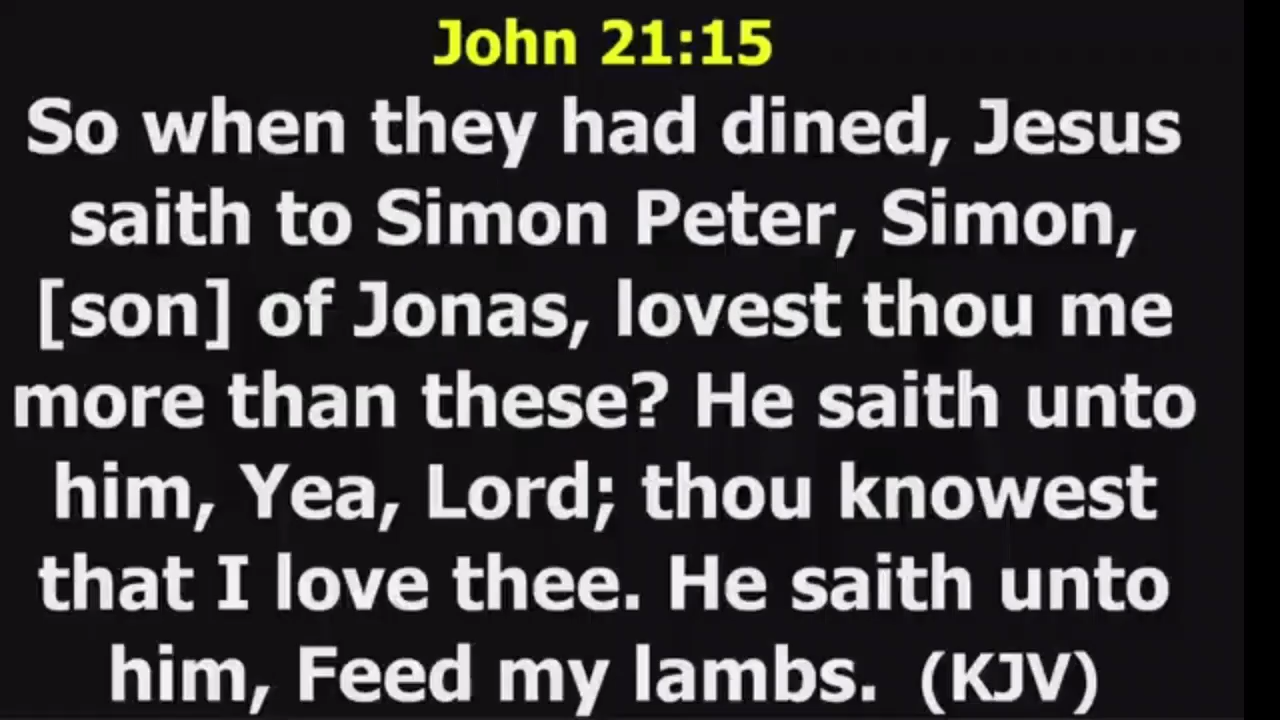 John 21:15
So when they had dined, Jesus
saith to Simon Peter, Simon,
[son] of Jonas, lovest thou me
more than these? He saith unto
him, Yea, Lord; thou knowest
that I love thee. He saith unto
him, Feed my lambs. (KJV)